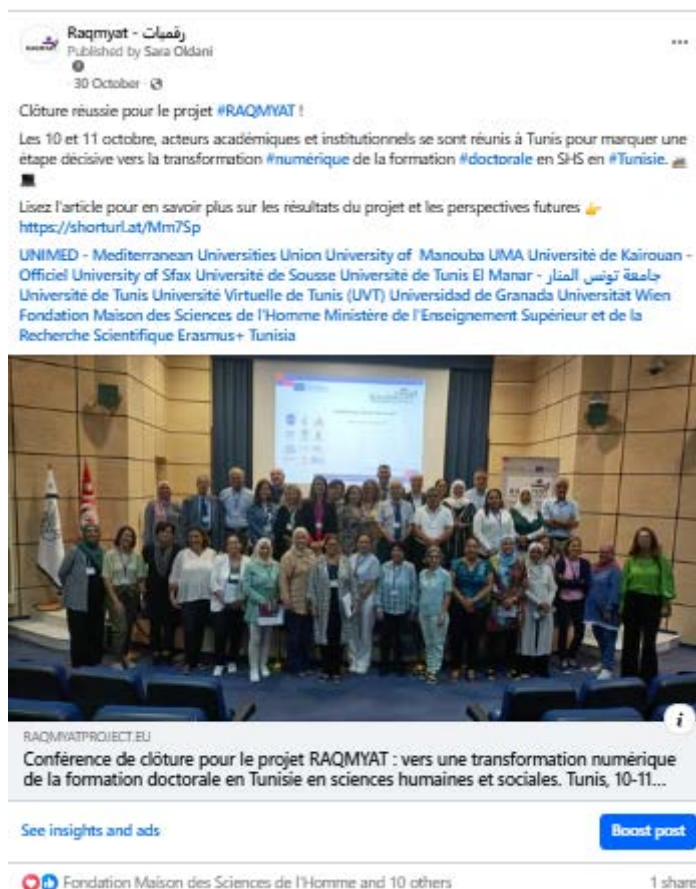 Raqmyat - رقميات
Published by Sara Oldani
30 October
Clôture réussie pour le projet #RAQMYAT !
Les 10 et 11 octobre, acteurs académiques et institutionnels se sont réunis à Tunis pour marquer une
étape décisive vers la transformation #numérique de la formation #doctorale en SHS en #Tunisie.
Lisez l'article pour en savoir plus sur les résultats du projet et les perspectives futures 👉
https://shorturl.at/Mm7Sp
UNIMED - Mediterranean Universities Union University of Manouba UMA Université de Kairouan -
Officiel University of Sfax Université de Sousse Université de Tunis El Manar - جامعة تونس المنار
Université de Tunis Université Virtuelle de Tunis (UVT) Universidad de Granada Universität Wien
Fondation Maison des Sciences de l'Homme Ministère de l'Enseignement Supérieur et de la
Recherche Scientifique Erasmus+ Tunisia
RAQMYATPROJECT.EU
Conférence de clôture pour le projet RAQMYAT : vers une transformation numérique
de la formation doctorale en Tunisie en sciences humaines et sociales. Tunis, 10-11...
See insights and ads
Boost post
Fondation Maison des Sciences de l'Homme and 10 others
1 share